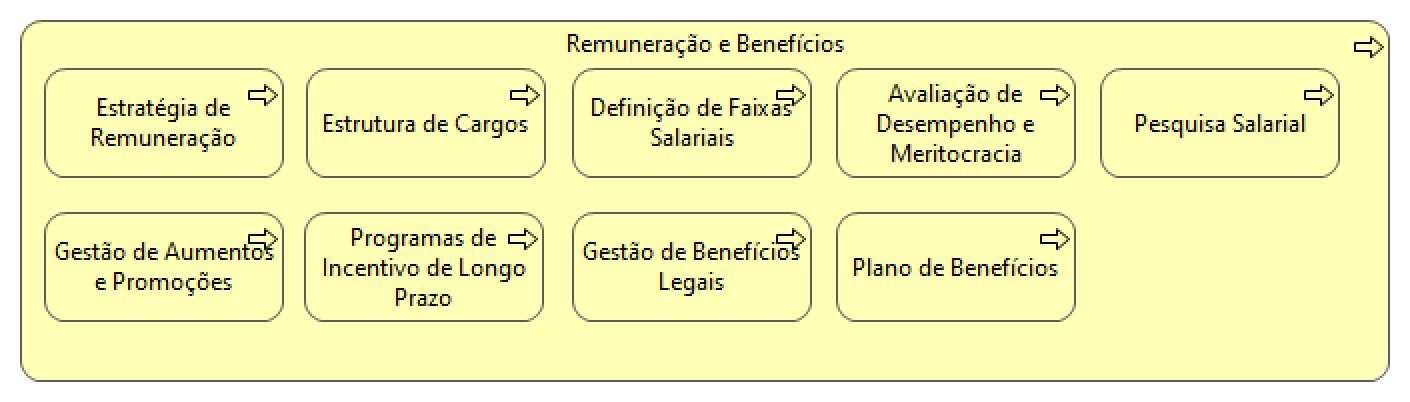 Remuneração e Benefícios
Estratégia de
Remuneração
Estrutura de Cargos
Definição de Faixas
Salariais
Avaliação de
Desempenho e
Meritocracia
Pesquisa Salarial
Gestão de Aumentos
e Promoções
Programas de
Incentivo de Longo
Prazo
Gestão de Benefícios
Legais
Plano de Benefícios